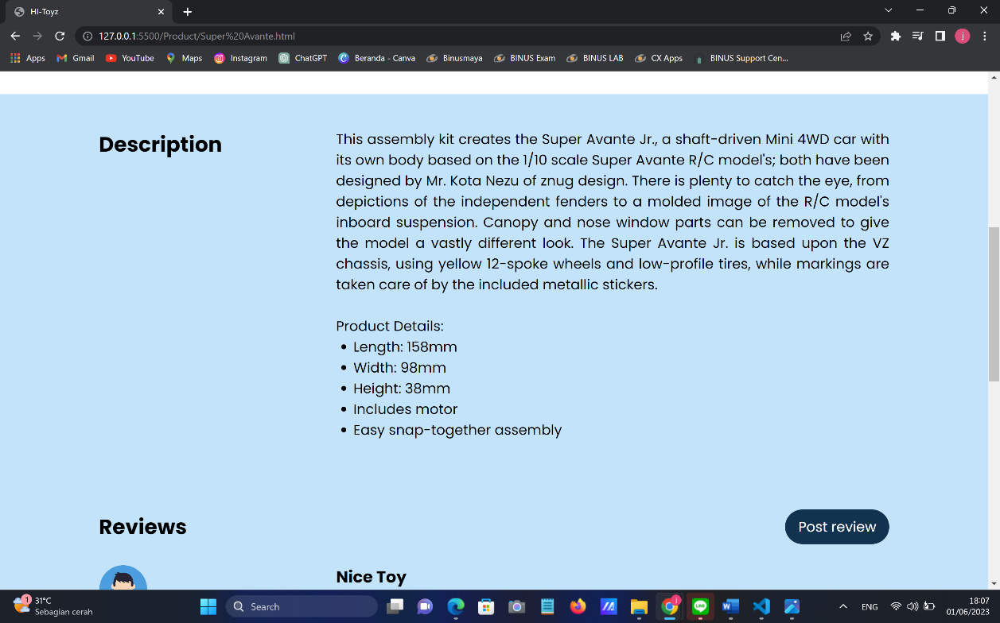 HI-Toyz
127.0.0.1:5500/Product/Super%20Avante.html
j
Apps Gmail YouTube Maps Instagram ChatGPT Beranda - Canva Binusmaya BINUS Exam BINUS LAB CX Apps BINUS Support Cen...
Description
This assembly kit creates the Super Avante Jr., a shaft-driven Mini 4WD car with
its own body based on the 1/10 scale Super Avante R/C model's; both have been
designed by Mr. Kota Nezu of znug design. There is plenty to catch the eye, from
depictions of the independent fenders to a molded image of the R/C model's
inboard suspension. Canopy and nose window parts can be removed to give
the model a vastly different look. The Super Avante Jr. is based upon the VZ
chassis, using yellow 12-spoke wheels and low-profile tires, while markings are
taken care of by the included metallic stickers.
Product Details:
• Length: 158mm
• Width: 98mm
• Height: 38mm
• Includes motor
• Easy snap-together assembly
Reviews
Post review
Nice Toy
1
31°C
Sebagian cerah
Search
ENG
18:07
01/06/2023